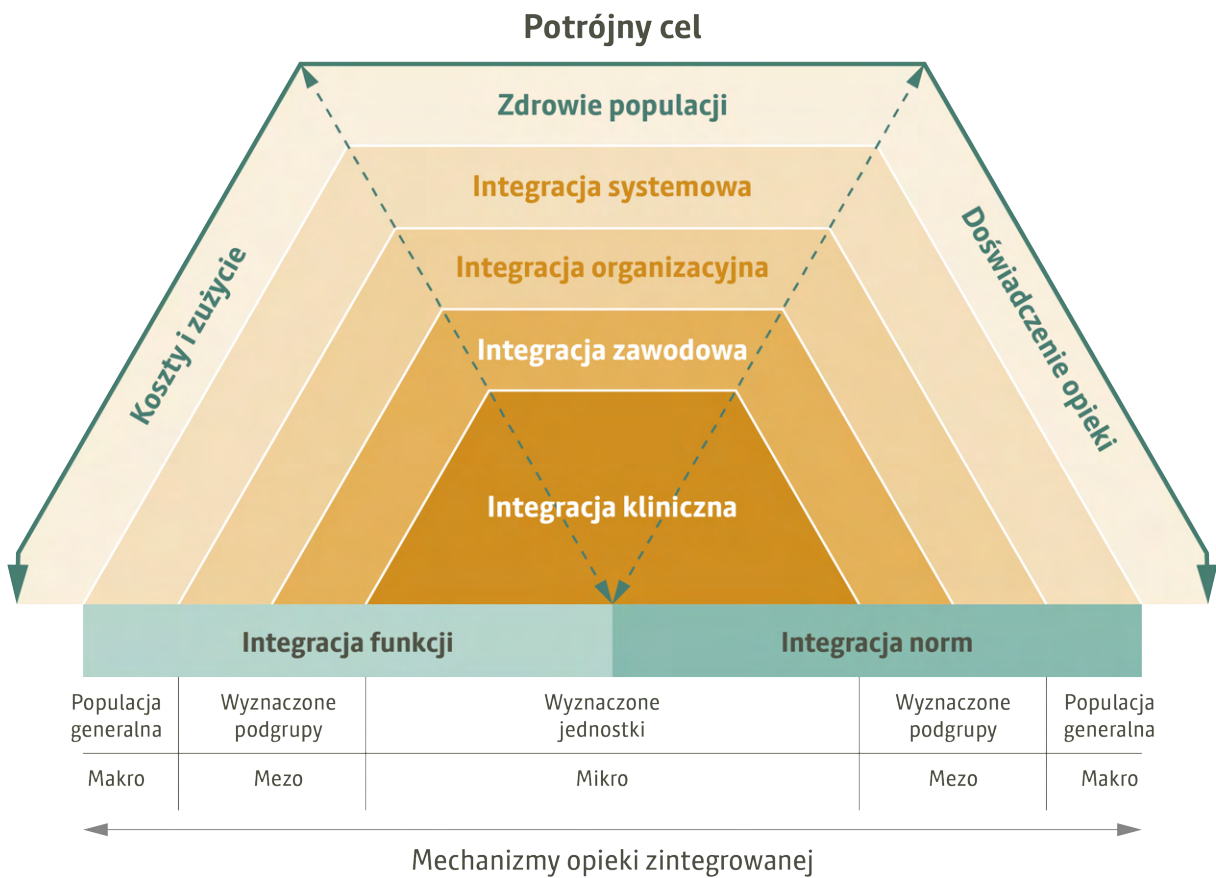 Potrójny cel
Zdrowie populacji
Integracja systemowa
Integracja organizacyjna
Integracja zawodowa
Integracja kliniczna
Koszty i zużycie
Doświadczenie opieki
Integracja funkcji
Integracja norm
Populacja
generalna
Wyznaczone
podgrupy
Wyznaczone
jednostki
Wyznaczone
podgrupy
Populacja
generalna
Makro
Mezo
Mikro
Mezo
Makro
Mechanizmy opieki zintegrowanej